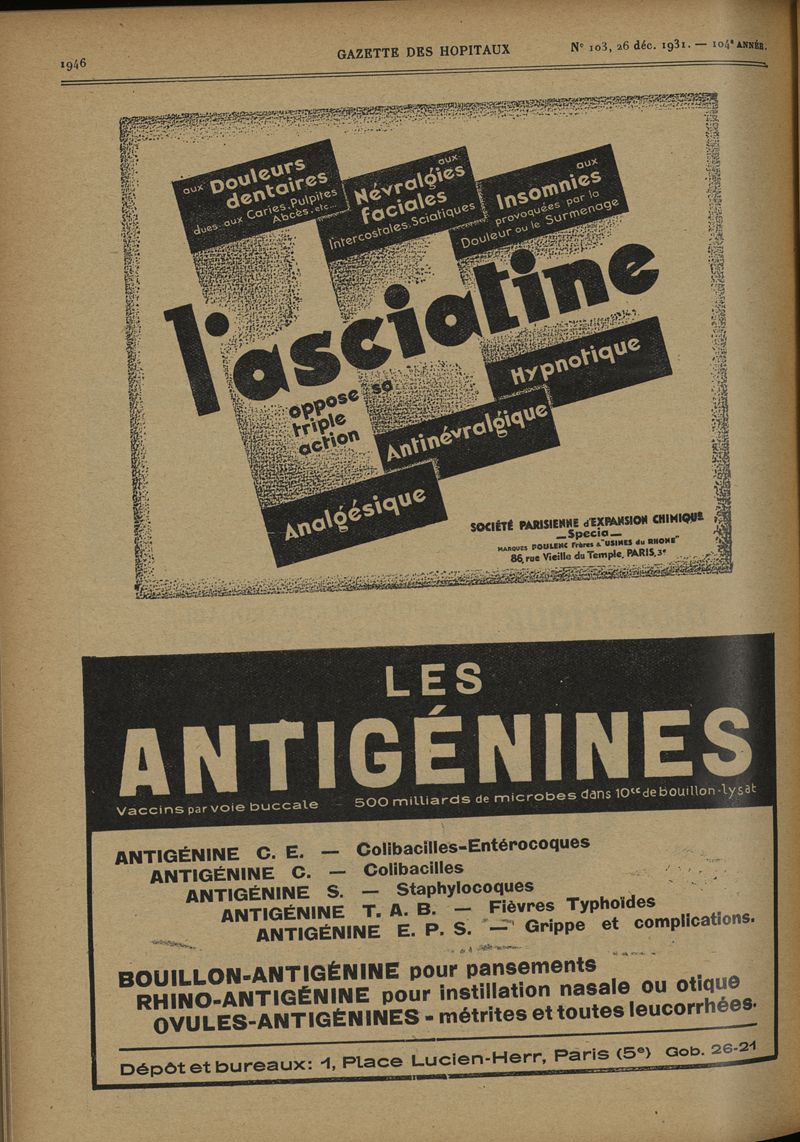 1946
GAZETTE DES HOPITAUX
Nº 103, 26 déc. 1931. — 104ᵉ ANNÉE.
aux Douleurs
dentaires
dues aux Caries, Pulpites
Abcès, etc...
aux
Névralgies
faciales
Intercostales, Sciatiques
aux
Insomnies
provoquées par la
Douleur ou le Surmenage
l'asciatine
oppose sa
triple
action
Hypnotique
Antinévralgique
Analgésique
SOCIÉTÉ PARISIENNE d'EXPANSION CHIMIQUE
— Specia —
MARQUES POULENC Frères & "USINES du RHONE"
86, rue Vieille du Temple, PARIS, 3ᵉ
LES
ANTIGÉNINES
Vaccins par voie buccale — 500 milliards de microbes dans 10ᶜᶜ de bouillon-lysat
ANTIGÉNINE C. E. — Colibacilles-Entérocoques
ANTIGÉNINE C. — Colibacilles
ANTIGÉNINE S. — Staphylocoques
ANTIGÉNINE T. A. B. — Fièvres Typhoïdes
ANTIGÉNINE E. P. S. — Grippe et complications.
BOUILLON-ANTIGÉNINE pour pansements
RHINO-ANTIGÉNINE pour instillation nasale ou otique
OVULES-ANTIGÉNINES - métrites et toutes leucorrhées.
Dépôt et bureaux: 1, Place Lucien-Herr, Paris (5ᵉ) Gob. 26-21